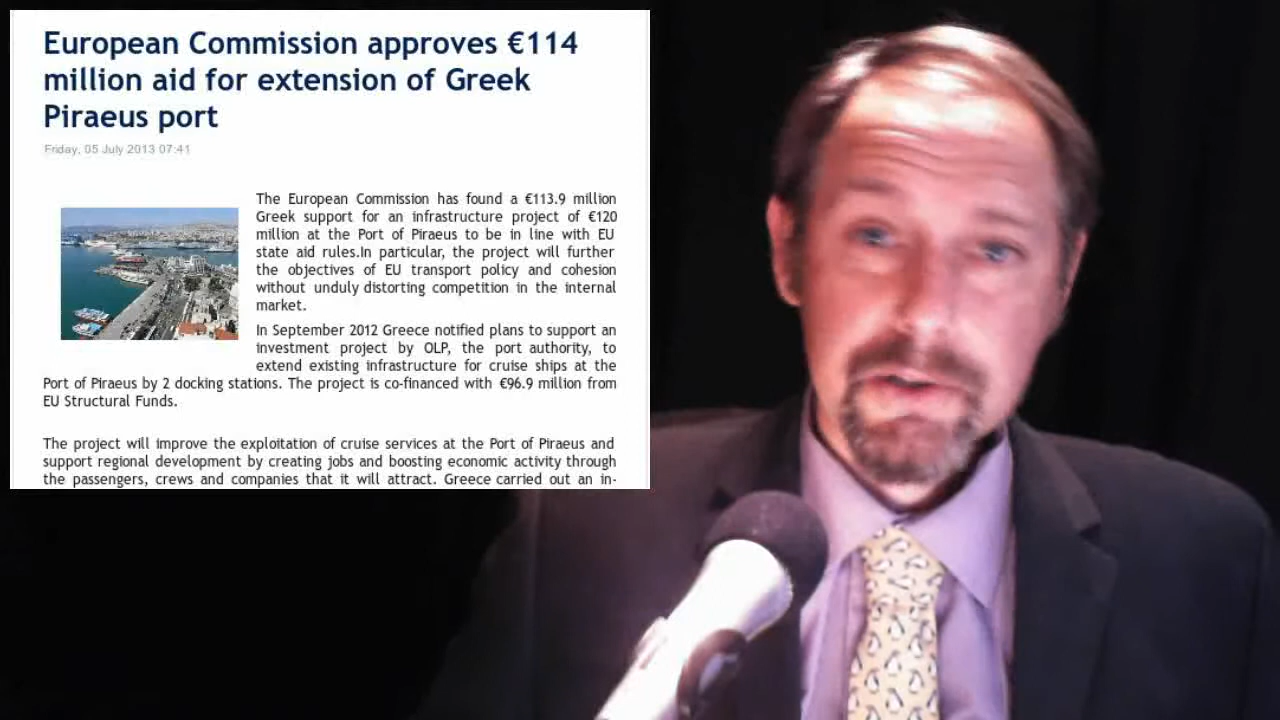 European Commission approves €114
million aid for extension of Greek
Piraeus port
Friday, 05 July 2013 07:41
The European Commission has found a €113.9 million
Greek support for an infrastructure project of €120
million at the Port of Piraeus to be in line with EU
state aid rules.In particular, the project will further
the objectives of EU transport policy and cohesion
without unduly distorting competition in the internal
market.
In September 2012 Greece notified plans to support an
investment project by OLP, the port authority, to
extend existing infrastructure for cruise ships at the
Port of Piraeus by 2 docking stations. The project is co-financed with €96.9 million from
EU Structural Funds.
The project will improve the exploitation of cruise services at the Port of Piraeus and
support regional development by creating jobs and boosting economic activity through
the passengers, crews and companies that it will attract. Greece carried out an in-